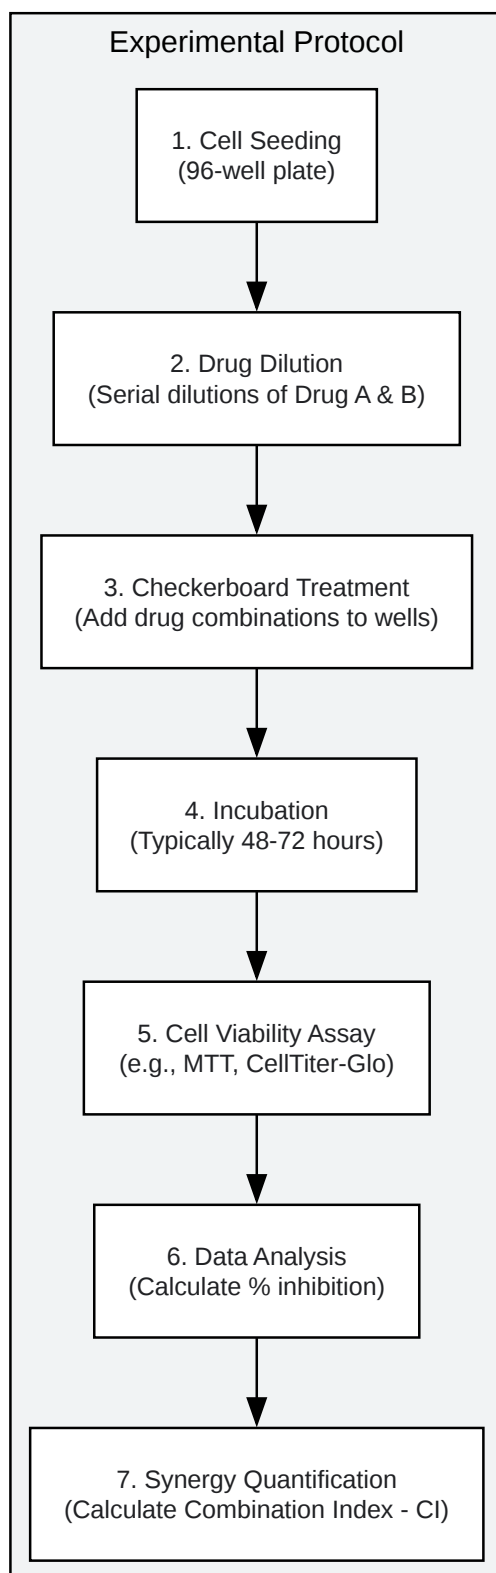 Experimental Protocol
1. Cell Seeding
(96-well plate)
2. Drug Dilution
(Serial dilutions of Drug A & B)
3. Checkerboard Treatment
(Add drug combinations to wells)
4. Incubation
(Typically 48-72 hours)
5. Cell Viability Assay
(e.g., MTT, CellTiter-Glo)
6. Data Analysis
(Calculate % inhibition)
7. Synergy Quantification
(Calculate Combination Index - CI)